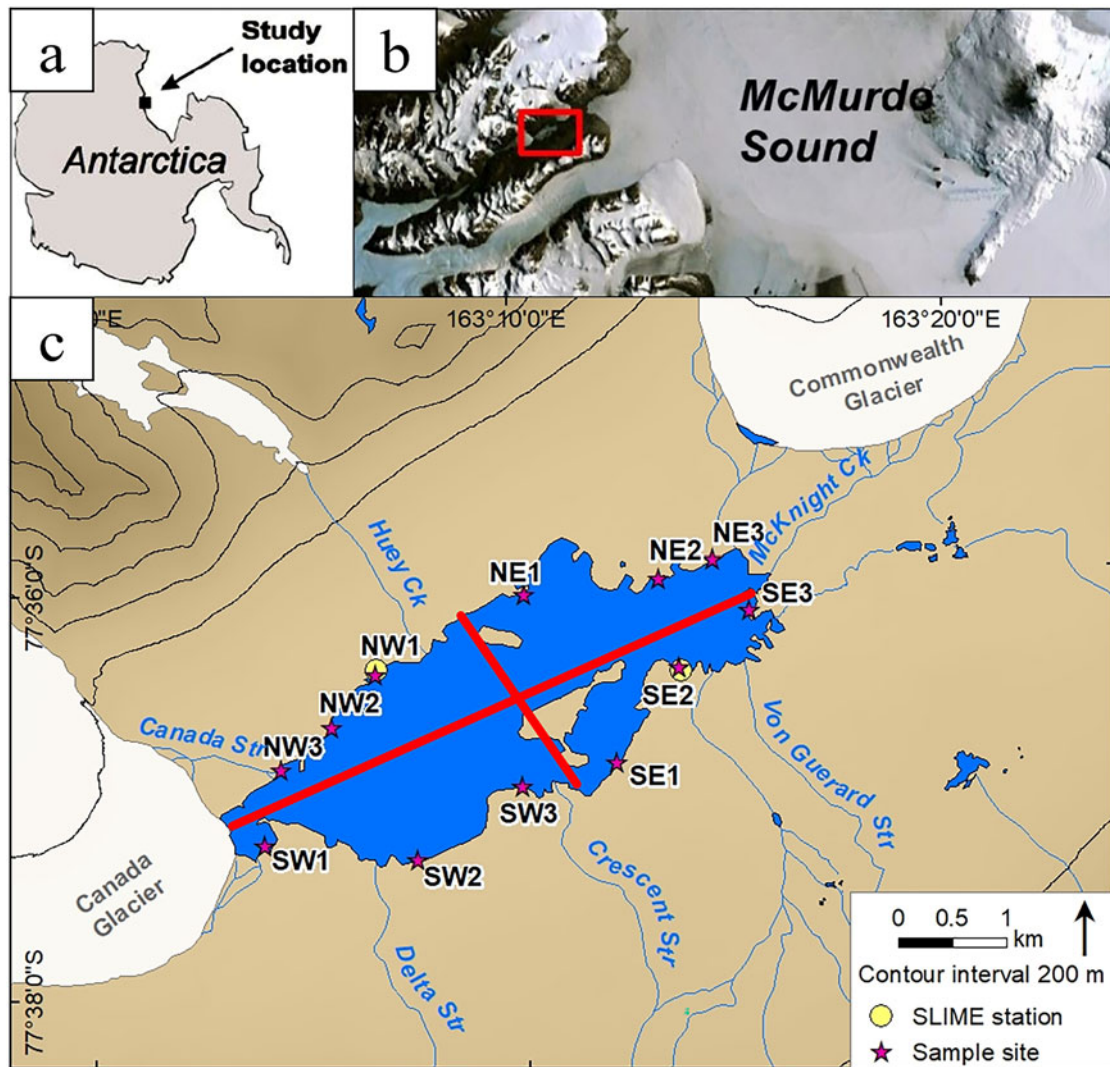 a
Study
location
Antarctica
b
McMurdo
Sound
c
163°10'0"E
163°20'0"E
Commonwealth
Glacier
McKnight Ck
Huey Ck
77°36'0"S
NE3
NE2
NE1
SE3
NW1
SE2
NW2
Canada Str
NW3
Von Guerard Str
SE1
SW3
SW1
SW2
Canada
Glacier
Crescent Str
Delta Str
77°38'0"S
0 0.5 1
km
Contour interval 200 m
SLIME station
Sample site